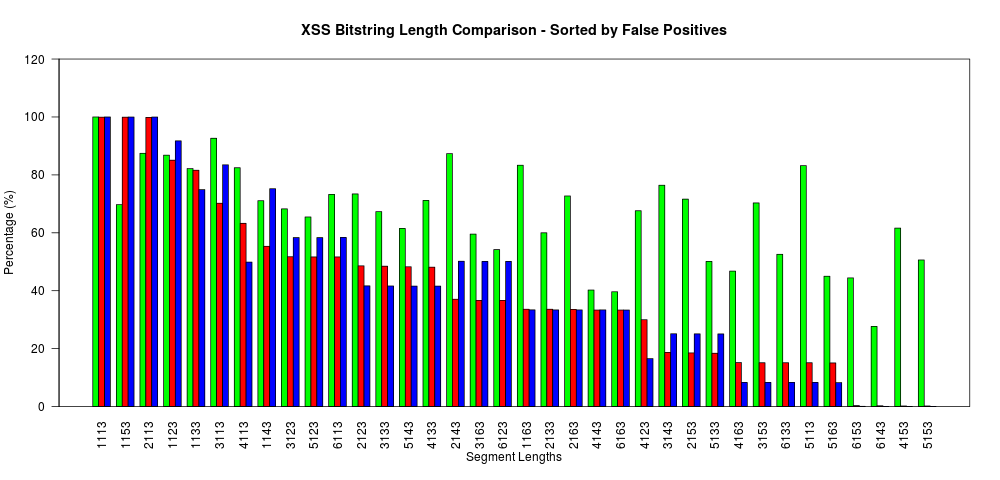 XSS Bitstring Length Comparison - Sorted by False Positives
120
100
80
60
40
20
0
Percentage (%)
1113 1153 2113 1123 1133 3113 4113 1143 3123 5123 6113 2123 3133 5143 4133 2143 3163 6123 1163 2133 2163 4143 6163 4123 3143 2153 5133 4163 3153 6133 5113 5163 6153 6143 4153 5153
Segment Lengths